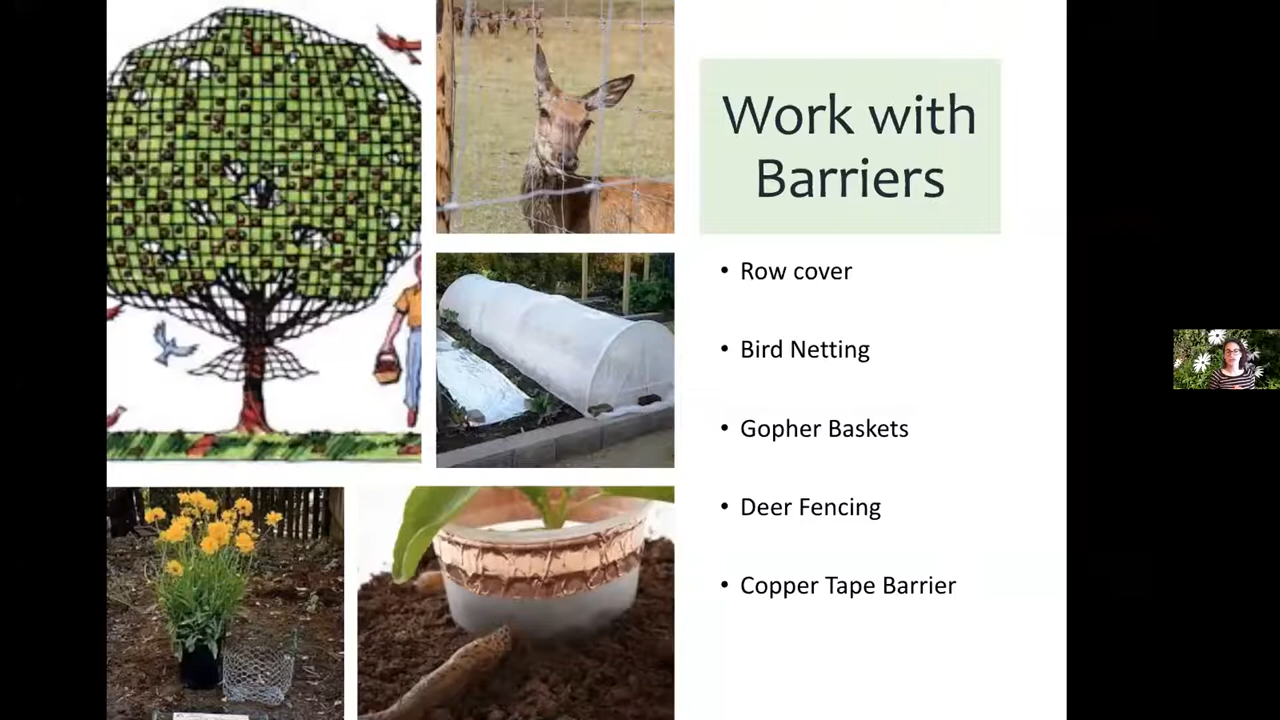 Work with
Barriers
• Row cover
• Bird Netting
• Gopher Baskets
• Deer Fencing
• Copper Tape Barrier